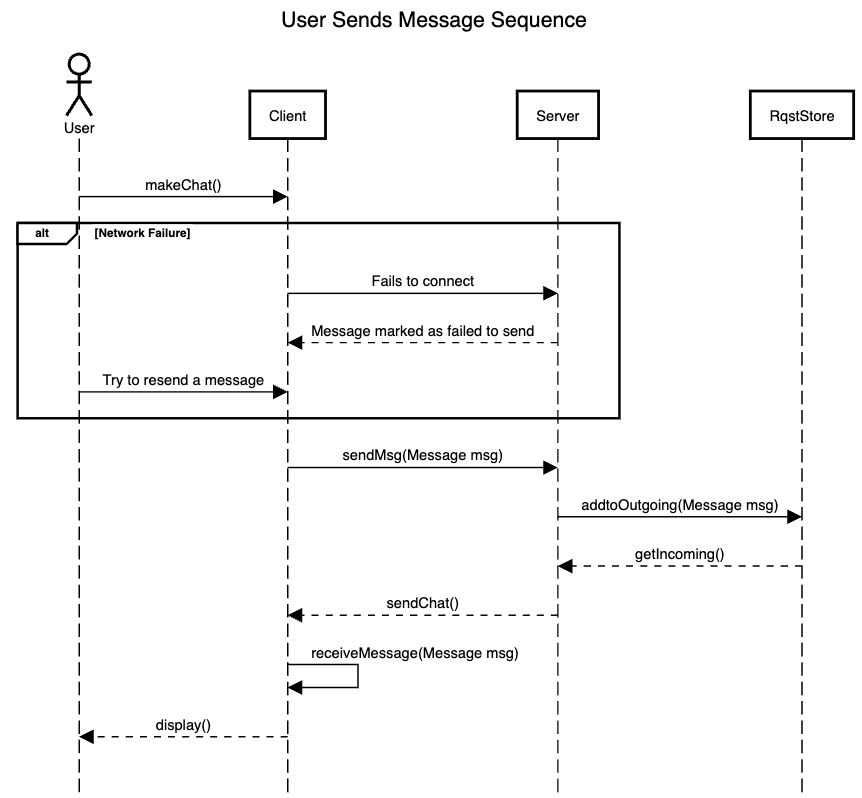 User Sends Message Sequence
User
Client
Server
RqstStore
makeChat()
alt
[Network Failure]
Fails to connect
Message marked as failed to send
Try to resend a message
sendMsg(Message msg)
addtoOutgoing(Message msg)
getIncoming()
sendChat()
receiveMessage(Message msg)
display()